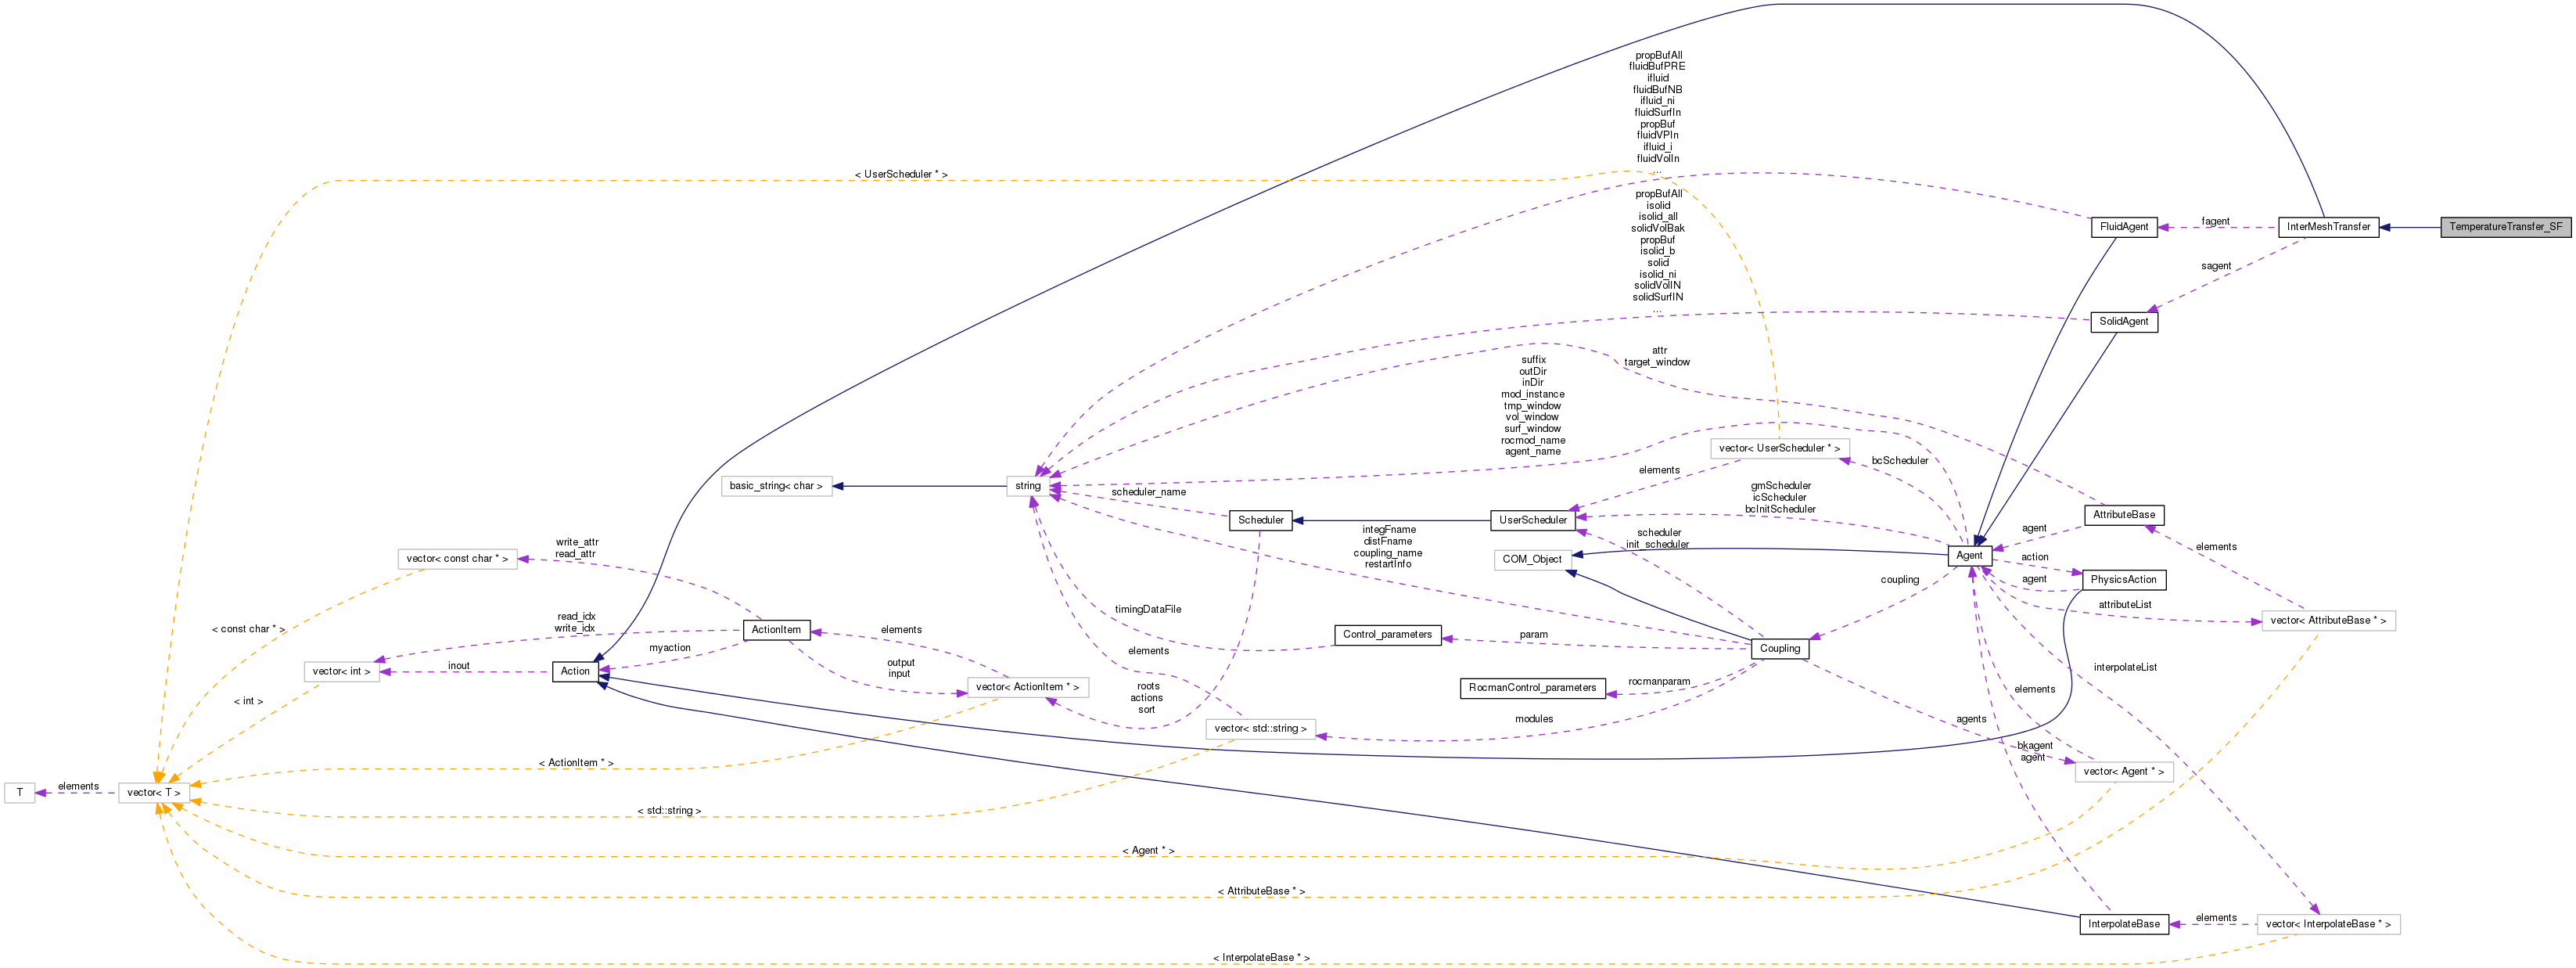 propBufAll
fluidBufPRE
ifluid
fluidBufNB
ifluid_ni
fluidSurfIn
propBuf
fluidVPIn
ifluid_i
fluidVolIn
...
< UserScheduler * >
propBufAll
isolid
isolid_all
solidVolBak
propBuf
isolid_b
solid
isolid_ni
solidVolIN
solidSurfIN
...
FluidAgent
fagent
InterMeshTransfer
TemperatureTransfer_SF
sagent
SolidAgent
attr
target_window
suffix
outDir
inDir
mod_instance
tmp_window
vol_window
surf_window
rocmod_name
agent_name
vector< UserScheduler * >
bcScheduler
elements
basic_string< char >
string
scheduler_name
gmScheduler
icScheduler
bcInitScheduler
Scheduler
UserScheduler
AttributeBase
agent
integFname
distFname
coupling_name
restartInfo
scheduler
init_scheduler
COM_Object
Agent
action
elements
write_attr
read_attr
vector< const char * >
coupling
agent
PhysicsAction
timingDataFile
attributeList
vector< AttributeBase * >
< const char * >
read_idx
write_idx
ActionItem
elements
Control_parameters
param
Coupling
myaction
elements
vector< int >
inout
Action
output
input
vector< ActionItem * >
roots
actions
sort
RocmanControl_parameters
rocmanparam
interpolateList
elements
< int >
vector< std::string >
modules
agents
bkagent
agent
< ActionItem * >
vector< Agent * >
T
elements
vector< T >
< std::string >
< Agent * >
< AttributeBase * >
InterpolateBase
elements
vector< InterpolateBase * >
< InterpolateBase * >